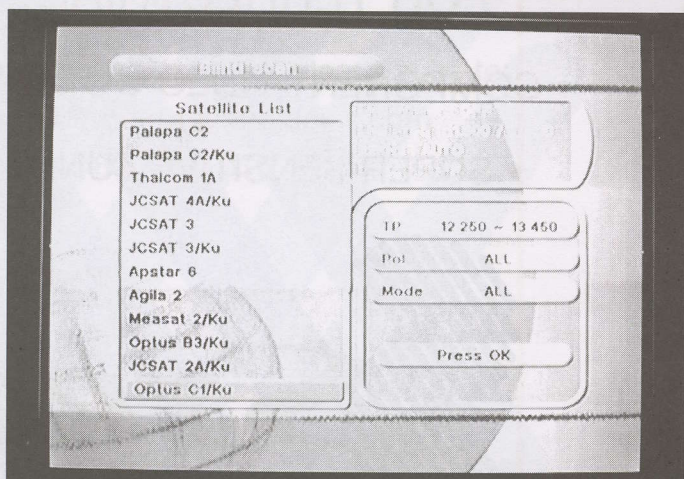 Blind Scan
Satellite List
Palapa C2
Palapa C2/Ku
Thaicom 1A
JCSAT 4A/Ku
JCSAT 3
JCSAT 3/Ku
Apstar 6
Agila 2
Measat 2/Ku
Optus B3/Ku
JCSAT 2A/Ku
Optus C1/Ku
AUTO
TP 12 250 ~ 13 450
Pol ALL
Mode ALL
Press OK